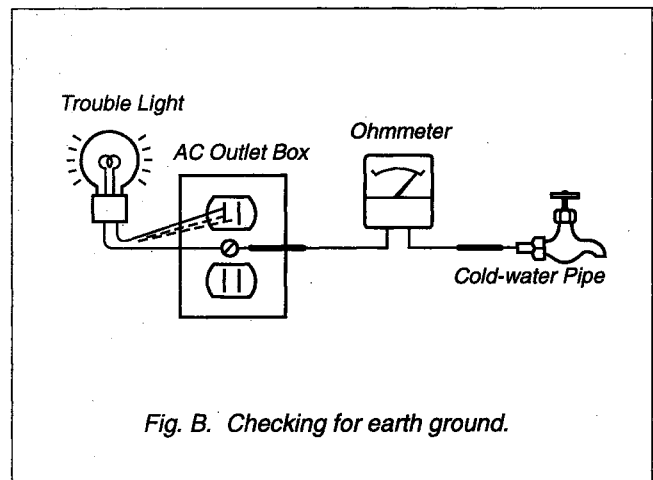 Trouble Light
Ohmmeter
AC Outlet Box
Cold-water Pipe
Fig. B. Checking for earth ground.